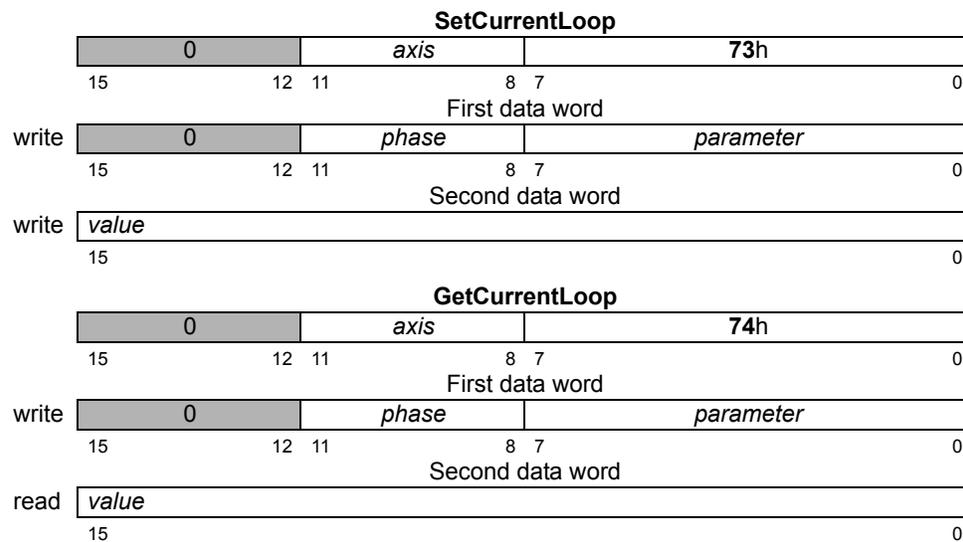 SetCurrentLoop
0 axis 73h
15 12 11 8 7 0
First data word
write 0 phase parameter
15 12 11 8 7 0
Second data word
write value
15 0
GetCurrentLoop
0 axis 74h
15 12 11 8 7 0
First data word
write 0 phase parameter
15 12 11 8 7 0
Second data word
read value
15 0